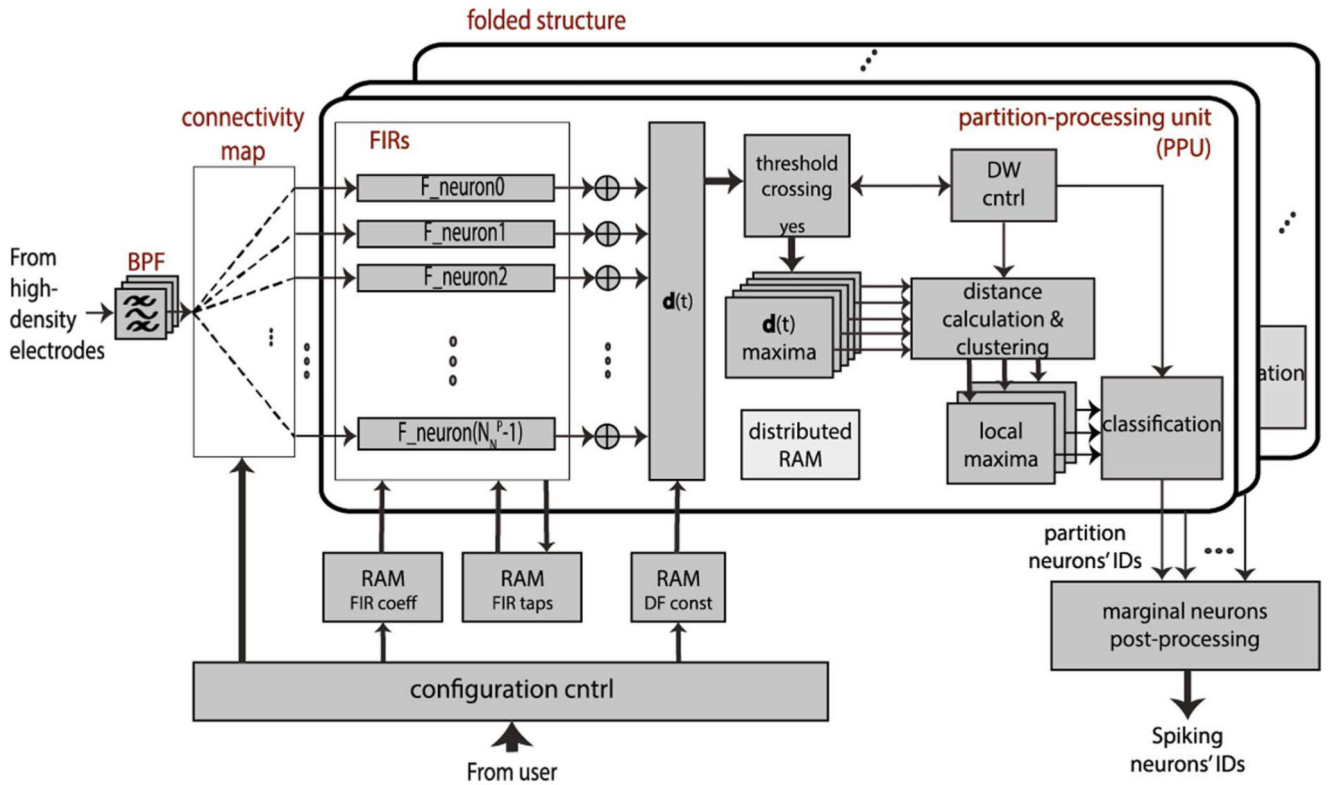 folded structure
connectivity
map
FIRs
partition-processing unit
(PPU)
F_neuron0
F_neuron1
F_neuron2
F_neuron(N_N^P-1)
d(t)
threshold
crossing
yes
DW
cntrl
From
high-
density
electrodes
BPF
d(t)
maxima
distance
calculation &
clustering
distributed
RAM
local
maxima
classification
ation
RAM
FIR coeff
RAM
FIR taps
RAM
DF const
partition
neurons' IDs
marginal neurons
post-processing
configuration cntrl
From user
Spiking
neurons' IDs